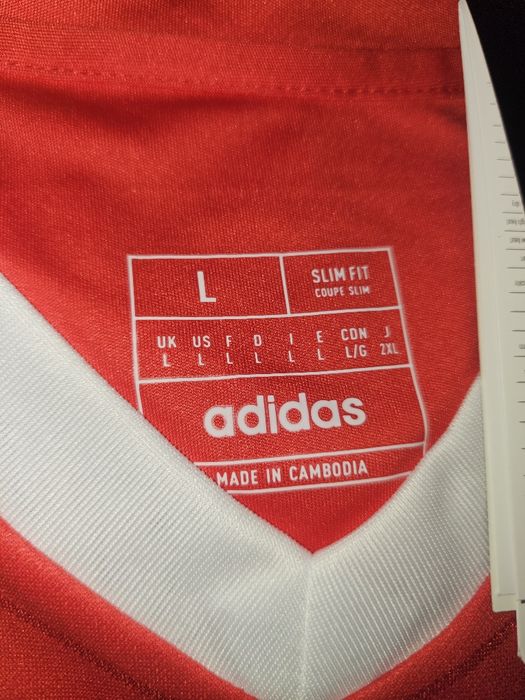 L
SLIM FIT
COUPE SLIM
UK US F D I E CDN J
L L L L L L L/G 2XL
adidas
MADE IN CAMBODIA